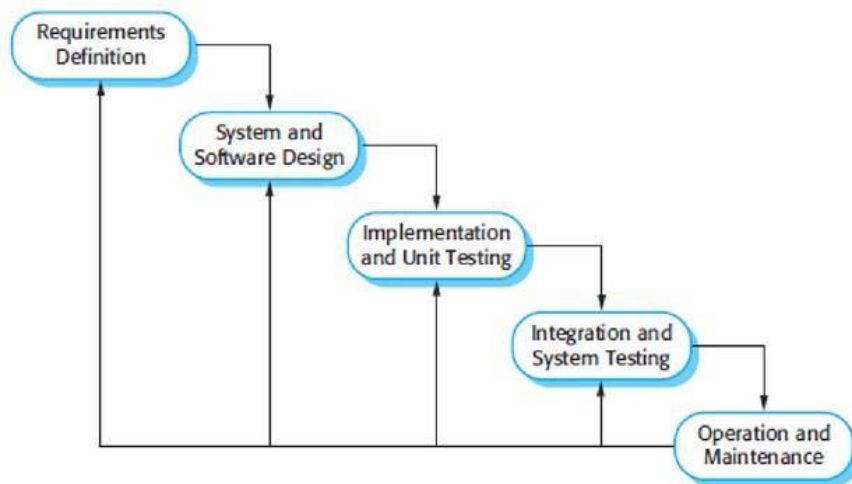 Requirements
Definition
System and
Software Design
Implementation
and Unit Testing
Integration and
System Testing
Operation and
Maintenance